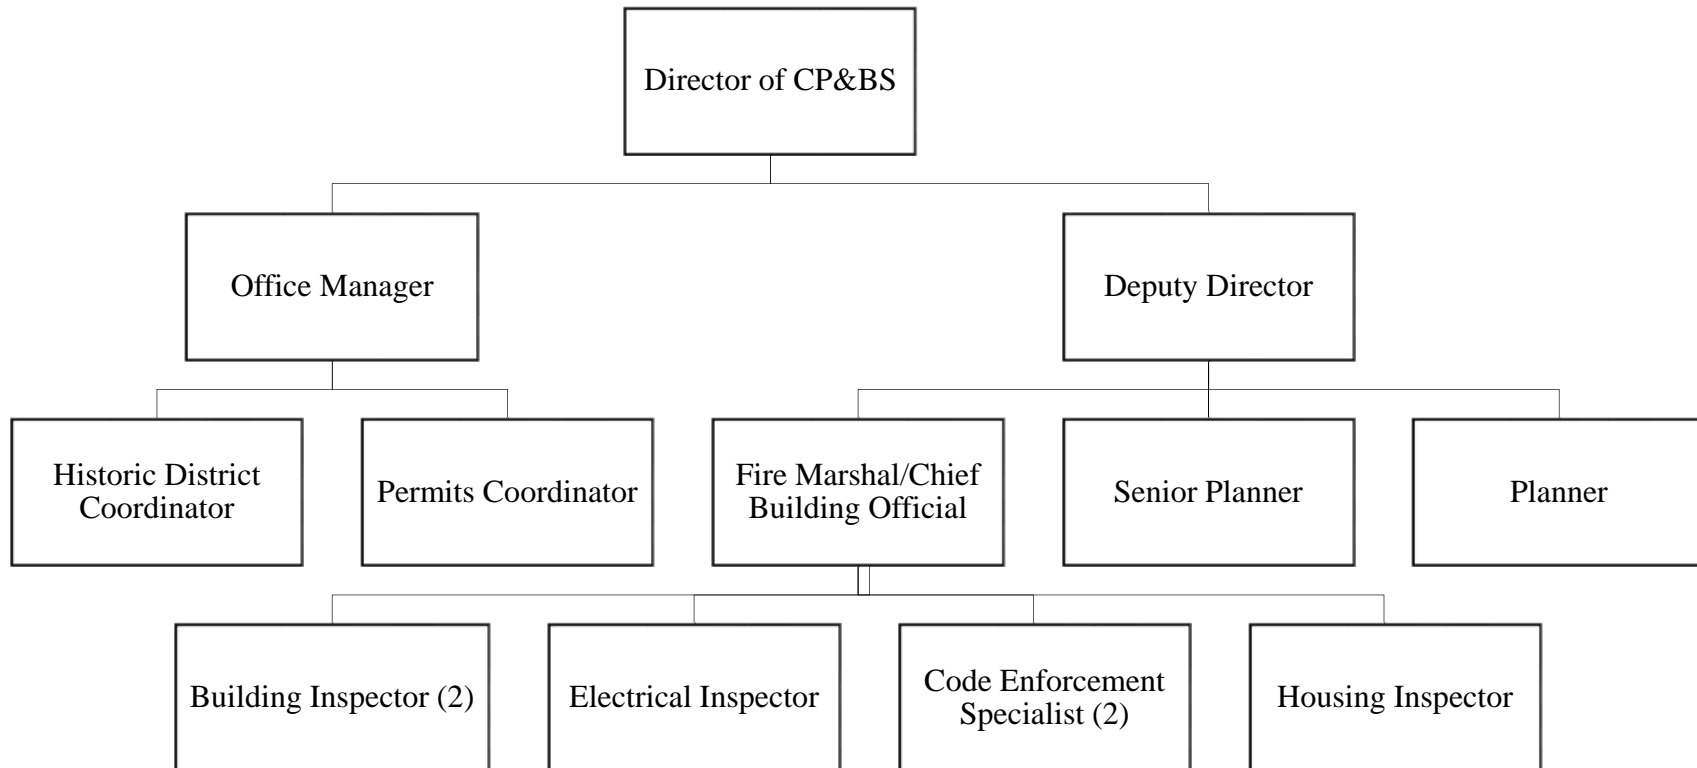 Director of CP&BS
Office Manager
Deputy Director
Historic District
Coordinator
Permits Coordinator
Fire Marshal/Chief
Building Official
Senior Planner
Planner
Building Inspector (2)
Electrical Inspector
Code Enforcement
Specialist (2)
Housing Inspector